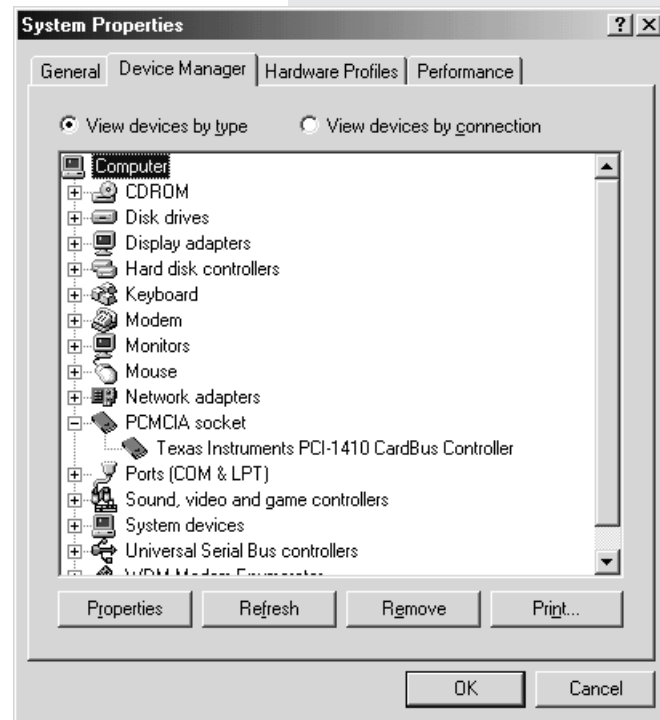 System Properties
General Device Manager Hardware Profiles Performance
View devices by type View devices by connection
Computer
CDROM
Disk drives
Display adapters
Hard disk controllers
Keyboard
Modem
Monitors
Mouse
Network adapters
PCMCIA socket
Texas Instruments PCI-1410 CardBus Controller
Ports (COM & LPT)
Sound, video and game controllers
System devices
Universal Serial Bus controllers
WDM Modem Enumerator
Properties Refresh Remove Print...
OK Cancel